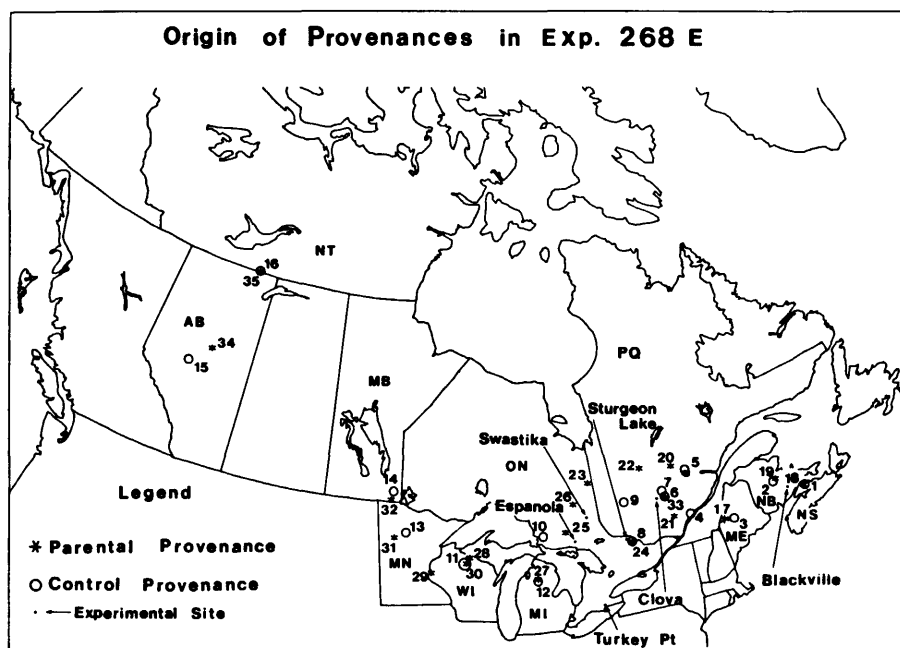 Origin of Provenances in Exp. 268 E
NT
16
35
AB
34
15
PQ
MB
Sturgeon
Lake
Swastika
ON
20
5
22
23
19
18
1
7
6
2
NB
14
Legend
32
26
9
33
4
17
NS
Espanola
21
3
ME
13
10
25
8
31
24
* Parental Provenance
MN
11
28
27
Control Provenance
29
30
12
Blackville
WI
Clova
Experimental Site
MI
Turkey Pt